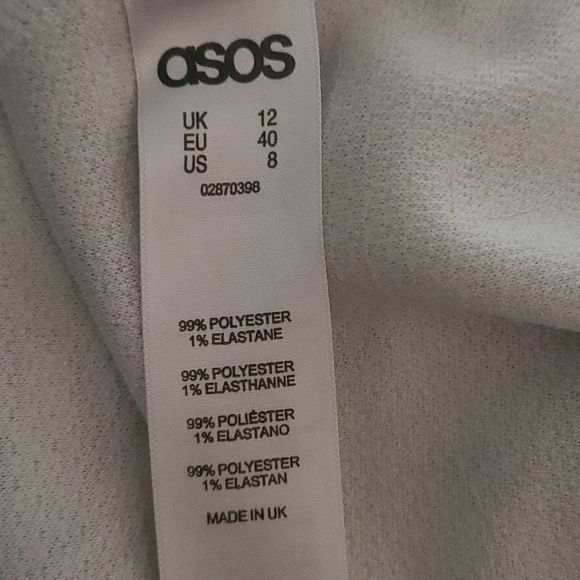 asos
UK 12
EU 40
US 8
02870398
99% POLYESTER
1% ELASTANE
99% POLYESTER
1% ELASTHANNE
99% POLIÉSTER
1% ELASTANO
99% POLYESTER
1% ELASTAN
MADE IN UK